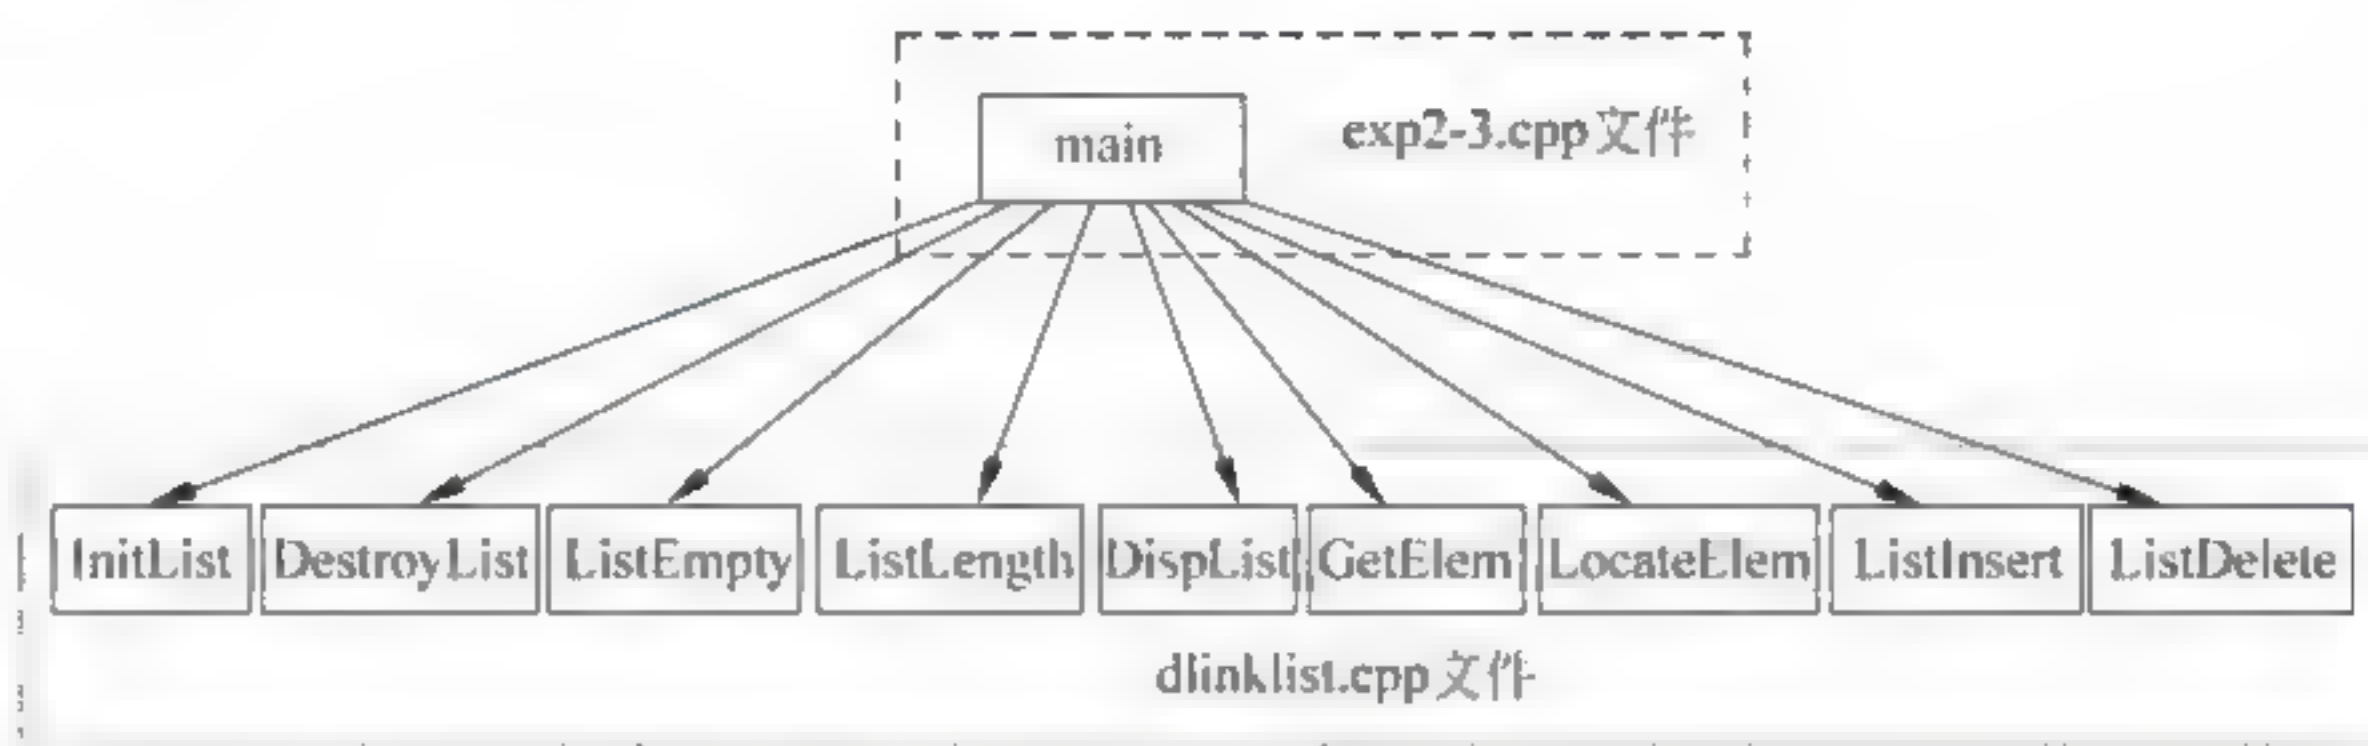 main
exp2-3.cpp文件
InitList
DestroyList
ListEmpty
ListLength
DispList
GetElem
LocateElem
ListInsert
ListDelete
dlinklist.cpp文件